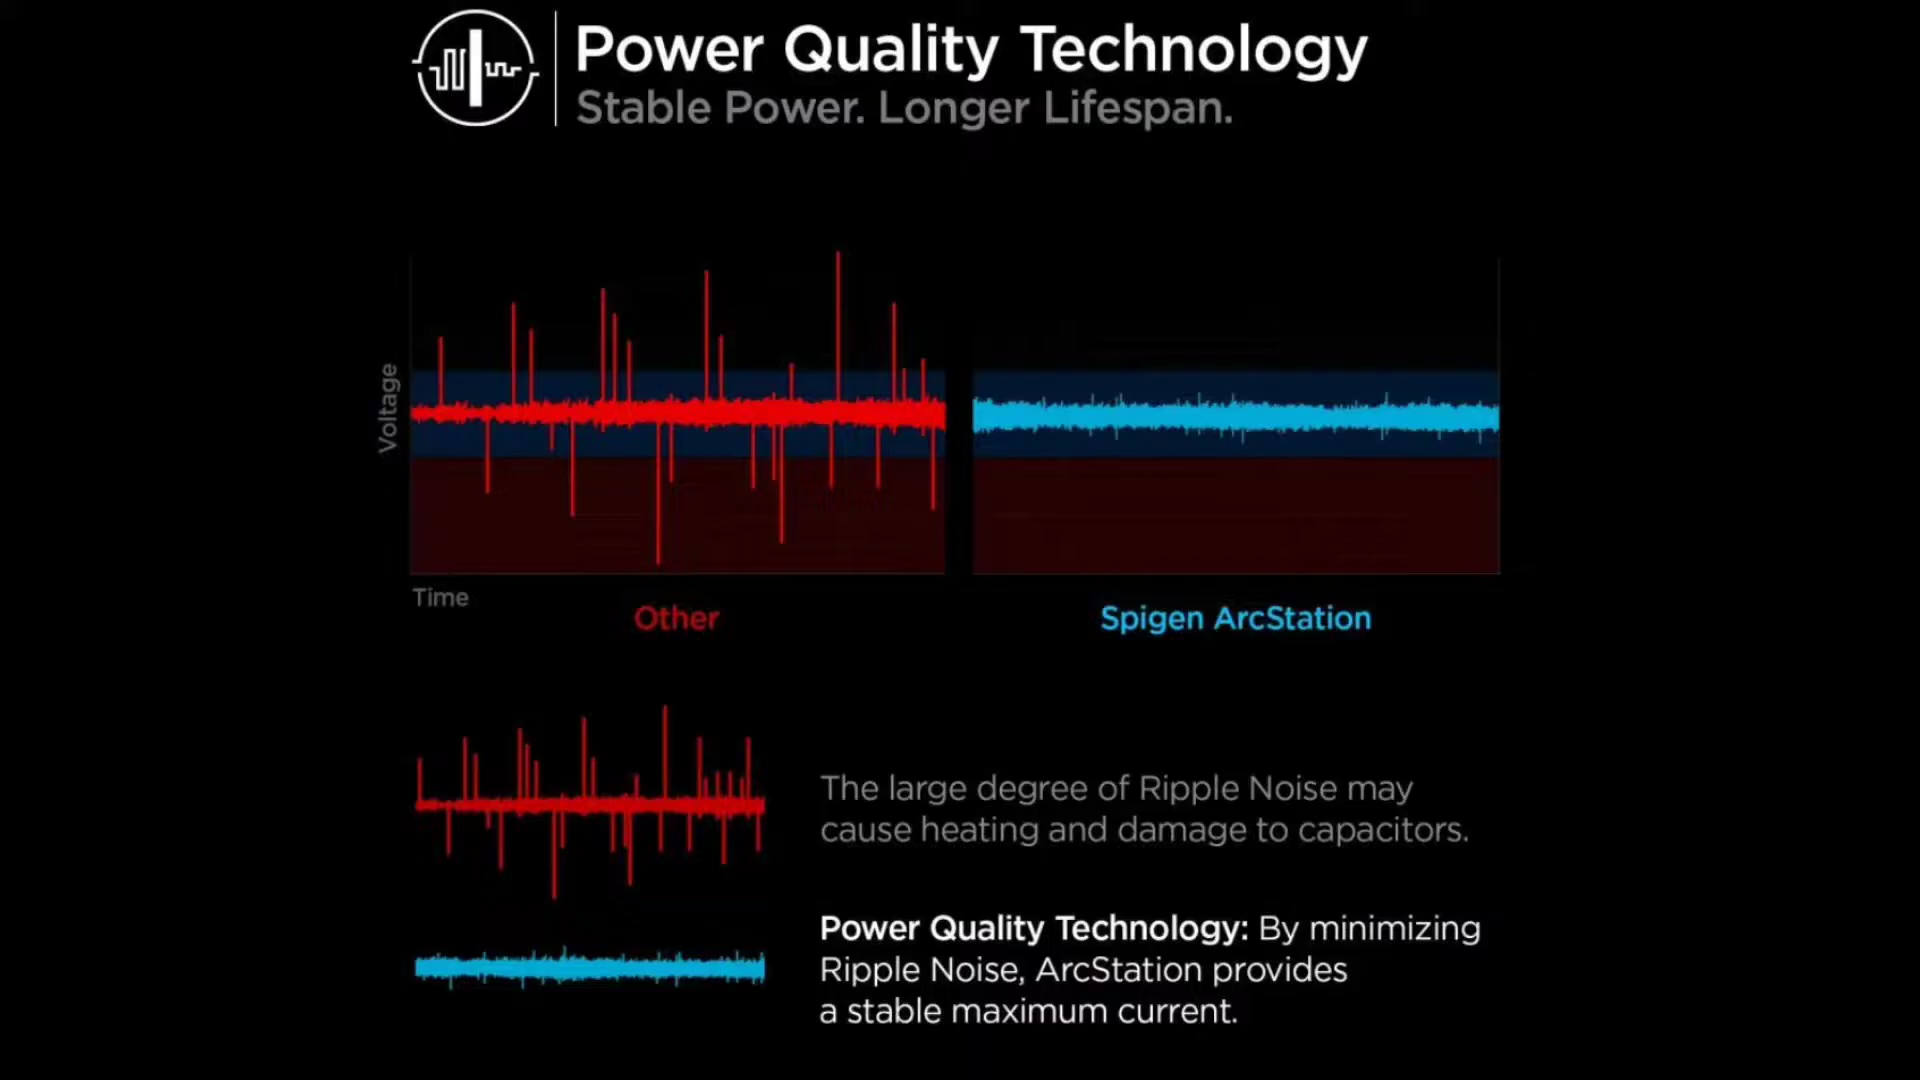 Power Quality Technology
Stable Power. Longer Lifespan.
Voltage
Time
Other
Spigen ArcStation
The large degree of Ripple Noise may
cause heating and damage to capacitors.
Power Quality Technology: By minimizing
Ripple Noise, ArcStation provides
a stable maximum current.